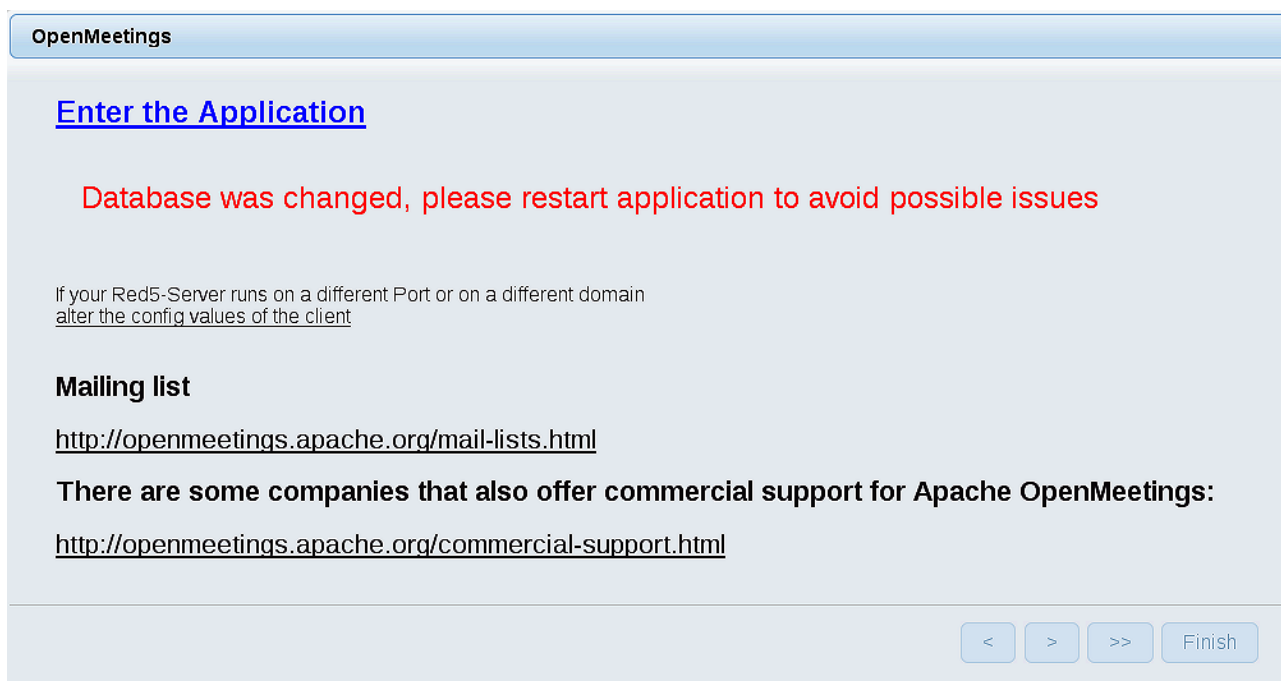 OpenMeetings
Enter the Application
Database was changed, please restart application to avoid possible issues
If your Red5-Server runs on a different Port or on a different domain
alter the config values of the client
Mailing list
http://openmeetings.apache.org/mail-lists.html
There are some companies that also offer commercial support for Apache OpenMeetings:
http://openmeetings.apache.org/commercial-support.html
< > >> Finish